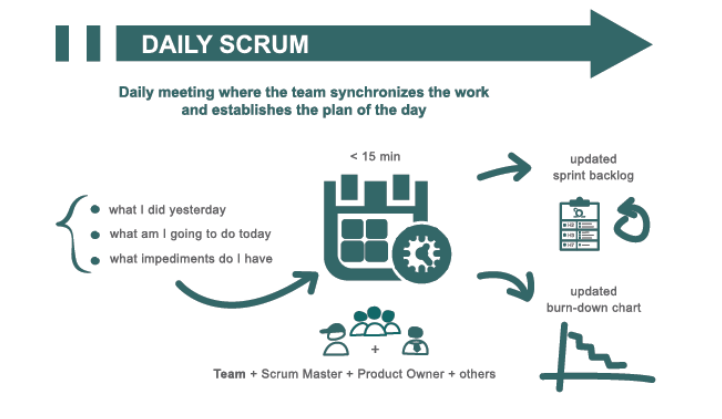 DAILY SCRUM
Daily meeting where the team synchronizes the work
and establishes the plan of the day
< 15 min
what I did yesterday
what am I going to do today
what impediments do I have
updated
sprint backlog
updated
burn-down chart
+
Team + Scrum Master + Product Owner + others